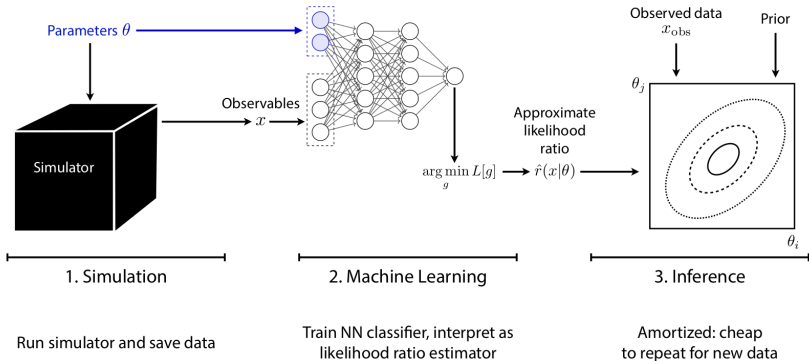 Parameters θ
Simulator
Observables
x
arg min L[g]
g
Approximate
likelihood
ratio
r̂(x|θ)
Observed data
x_obs
Prior
θ_j
θ_i
1. Simulation
2. Machine Learning
3. Inference
Run simulator and save data
Train NN classifier, interpret as
likelihood ratio estimator
Amortized: cheap
to repeat for new data